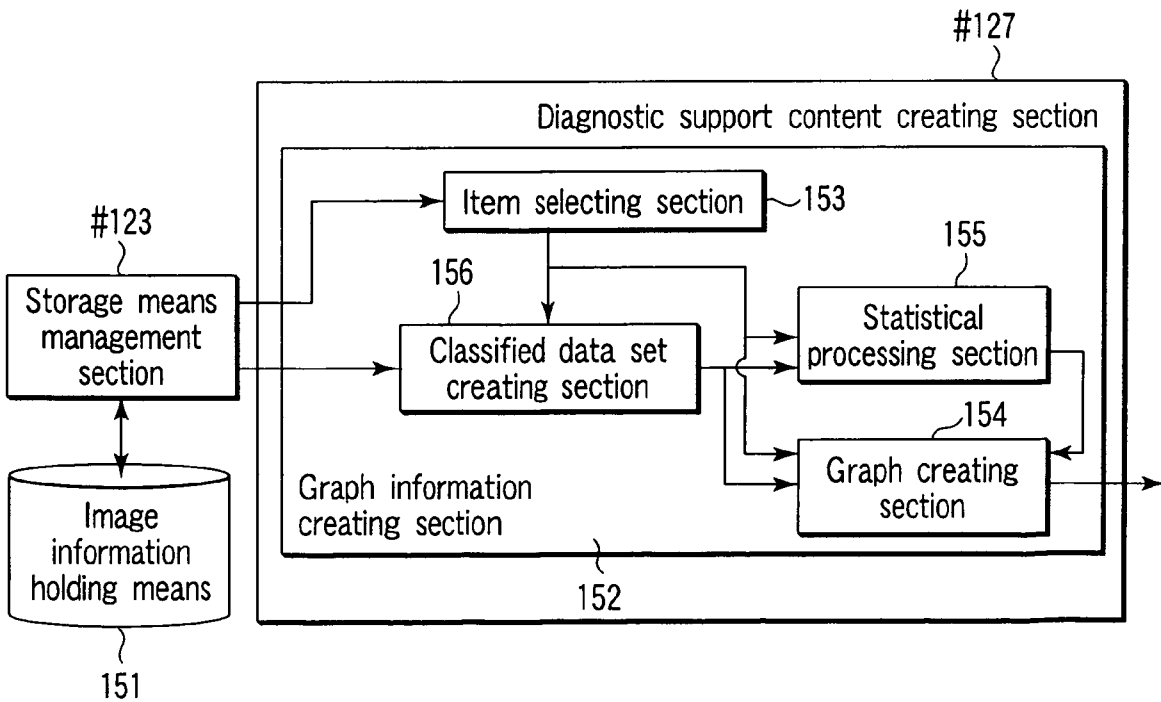 #127
Diagnostic support content creating section
Item selecting section
153
#123
Storage means
management
section
156
Classified data set
creating section
155
Statistical
processing section
154
Graph creating
section
Graph information
creating section
152
Image
information
holding means
151